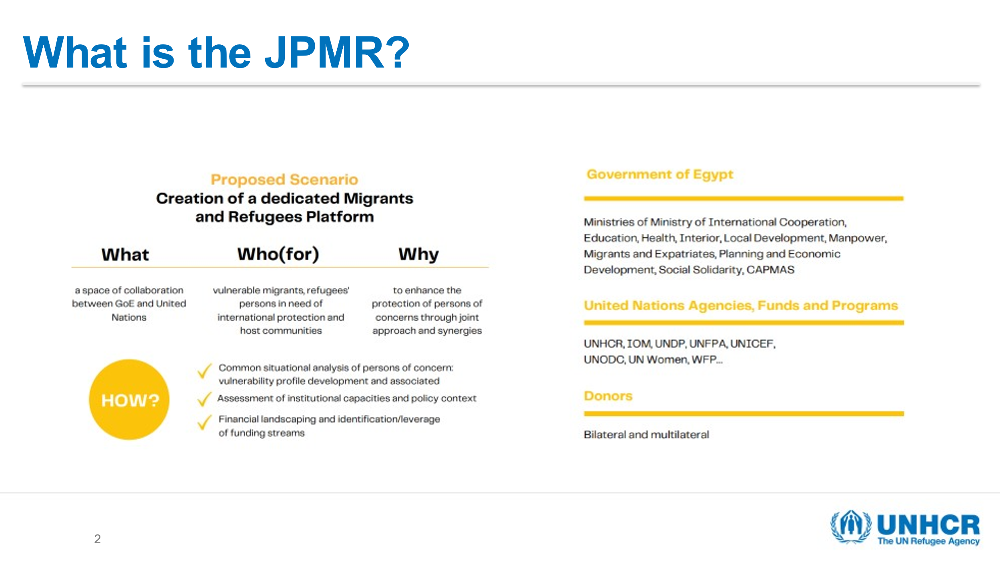 What is the JPMR?
Proposed Scenario
Creation of a dedicated Migrants
and Refugees Platform
What
Who(for)
Why
a space of collaboration
between GoE and United
Nations
vulnerable migrants, refugees'
persons in need of
international protection and
host communities
to enhance the
protection of persons of
concerns through joint
approach and synergies
HOW?
Common situational analysis of persons of concern:
vulnerability profile development and associated
Assessment of institutional capacities and policy context
Financial landscaping and identification/leverage
of funding streams
Government of Egypt
Ministries of Ministry of International Cooperation,
Education, Health, Interior, Local Development, Manpower,
Migrants and Expatriates, Planning and Economic
Development, Social Solidarity, CAPMAS
United Nations Agencies, Funds and Programs
UNHCR, IOM, UNDP, UNFPA, UNICEF,
UNODC, UN Women, WFP...
Donors
Bilateral and multilateral
2
UNHCR
The UN Refugee Agency